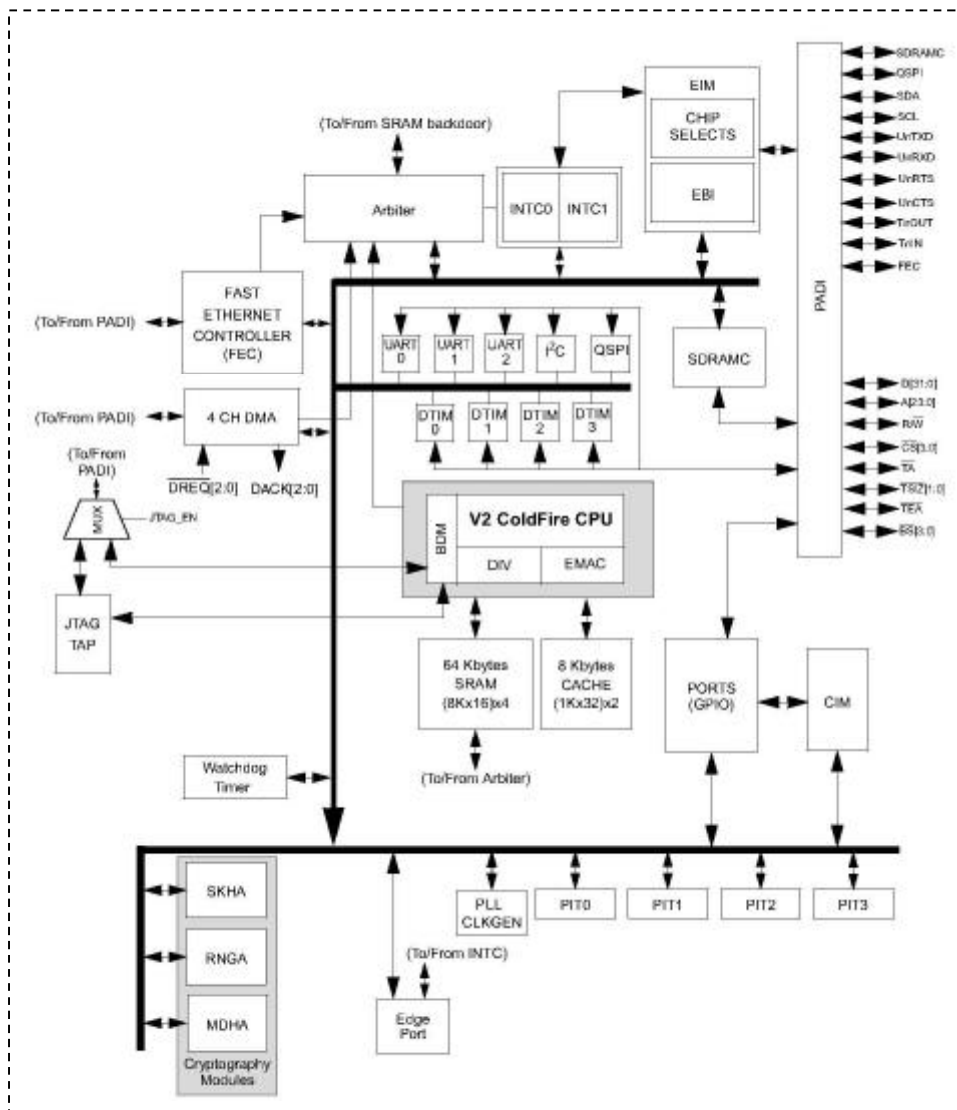 SDRAMC
QSPI
SDA
SCL
UnTXD
UnRXD
UnRTS
UnCTS
TnOUT
TnIN
FEC
PADI
D[31:0]
A[23:0]
R/W
CS[3:0]
TA
TSIZ[1:0]
TEA
BS[3:0]
EIM
CHIP
SELECTS
EBI
(To/From SRAM backdoor)
Arbiter
INTC0
INTC1
FAST
ETHERNET
CONTROLLER
(FEC)
(To/From PADI)
UART
0
UART
1
UART
2
I²C
QSPI
SDRAMC
4 CH DMA
(To/From PADI)
DTIM
0
DTIM
1
DTIM
2
DTIM
3
(To/From
PADI)
DREQ[2:0]
DACK[2:0]
MUX
JTAG_EN
BDM
V2 ColdFire CPU
DIV
EMAC
JTAG
TAP
64 Kbytes
SRAM
(8Kx16)x4
8 Kbytes
CACHE
(1Kx32)x2
PORTS
(GPIO)
CIM
Watchdog
Timer
(To/From Arbiter)
SKHA
RNGA
MDHA
Cryptography
Modules
PLL
CLKGEN
PIT0
PIT1
PIT2
PIT3
(To/From INTC)
Edge
Port